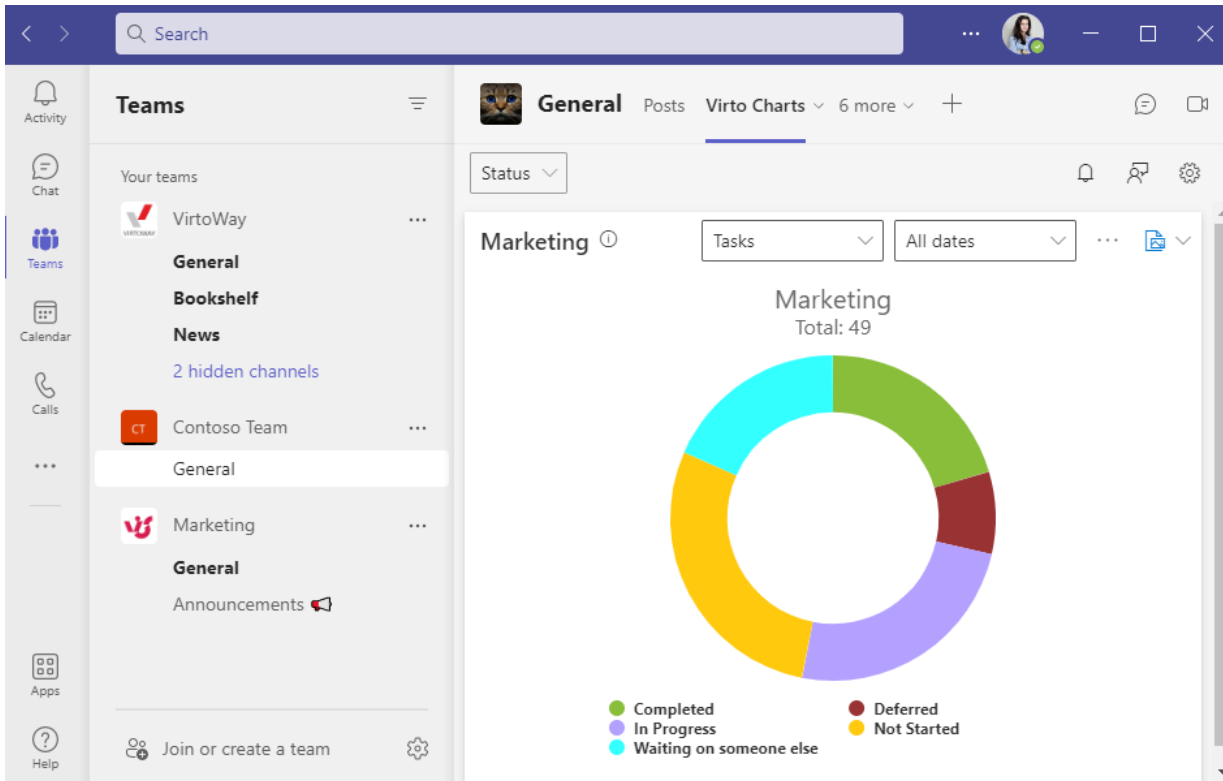 Search
Activity
Chat
Teams
Calendar
Calls
Apps
Help
Teams
Your teams
VIRTOWAY
VirtoWay
General
Bookshelf
News
2 hidden channels
CT
Contoso Team
General
Marketing
General
Announcements
Join or create a team
General Posts Virto Charts 6 more
Status
Marketing Tasks All dates
Marketing
Total: 49
Completed Deferred
In Progress Not Started
Waiting on someone else